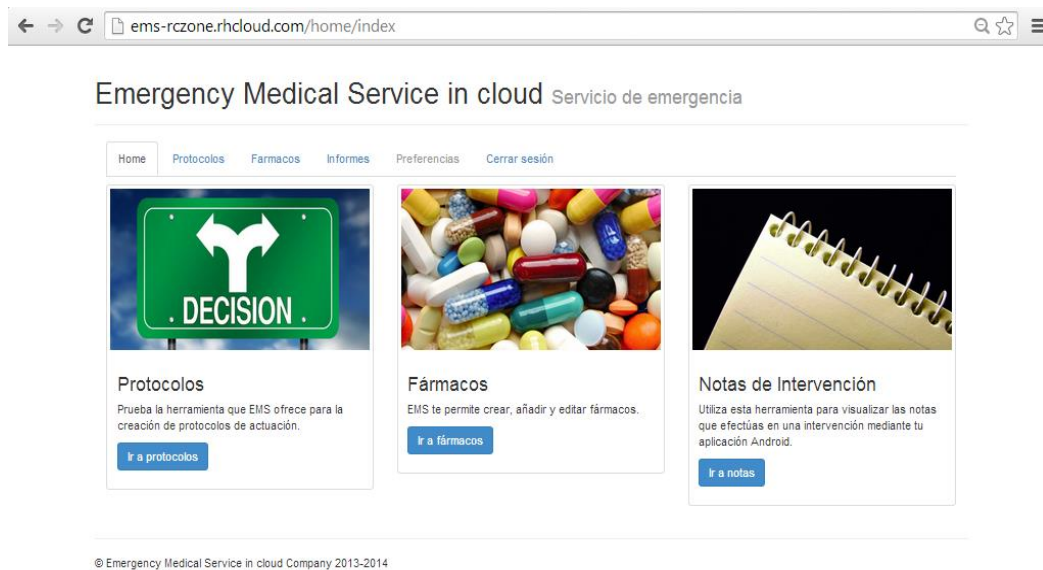 ems-rczone.rhcloud.com/home/index
Emergency Medical Service in cloud Servicio de emergencia
Home Protocolos Farmacos Informes Preferencias Cerrar sesión
DECISION
Protocolos
Prueba la herramienta que EMS ofrece para la
creación de protocolos de actuación.
Ir a protocolos
Fármacos
EMS te permite crear, añadir y editar fármacos.
Ir a fármacos
Notas de Intervención
Utiliza esta herramienta para visualizar las notas
que efectúas en una intervención mediante tu
aplicación Android.
Ir a notas
© Emergency Medical Service in cloud Company 2013-2014